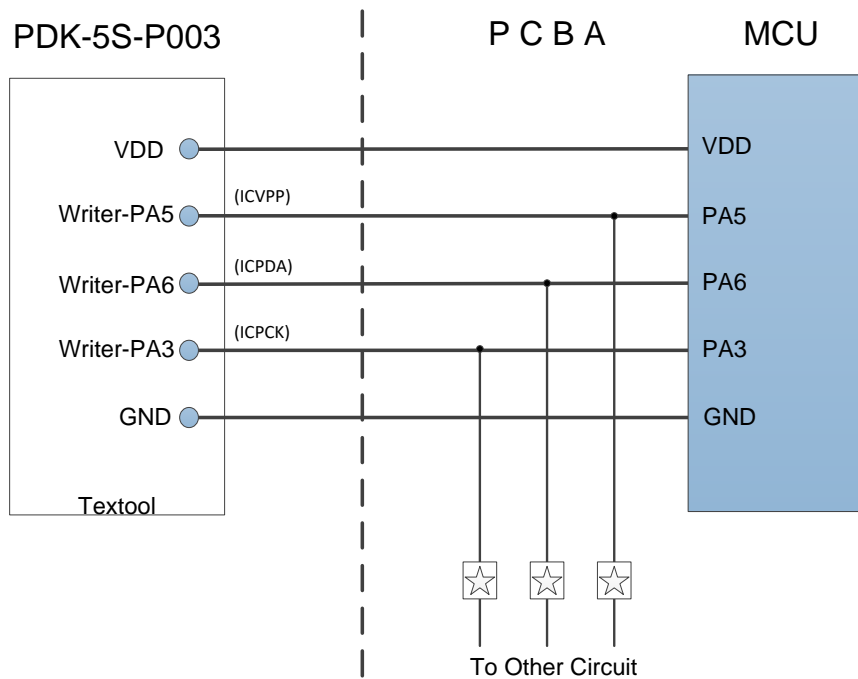 PDK-5S-P003
P C B A
MCU
VDD
VDD
Writer-PA5
(ICVPP)
PA5
Writer-PA6
(ICPDA)
PA6
Writer-PA3
(ICPCK)
PA3
GND
GND
Textool
To Other Circuit